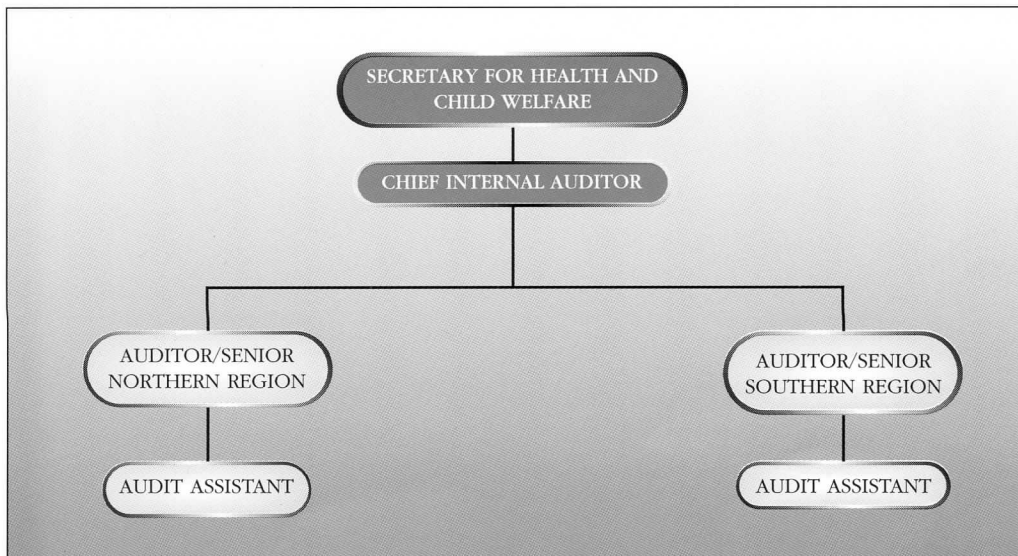 SECRETARY FOR HEALTH AND
CHILD WELFARE
CHIEF INTERNAL AUDITOR
AUDITOR/SENIOR
NORTHERN REGION
AUDITOR/SENIOR
SOUTHERN REGION
AUDIT ASSISTANT
AUDIT ASSISTANT